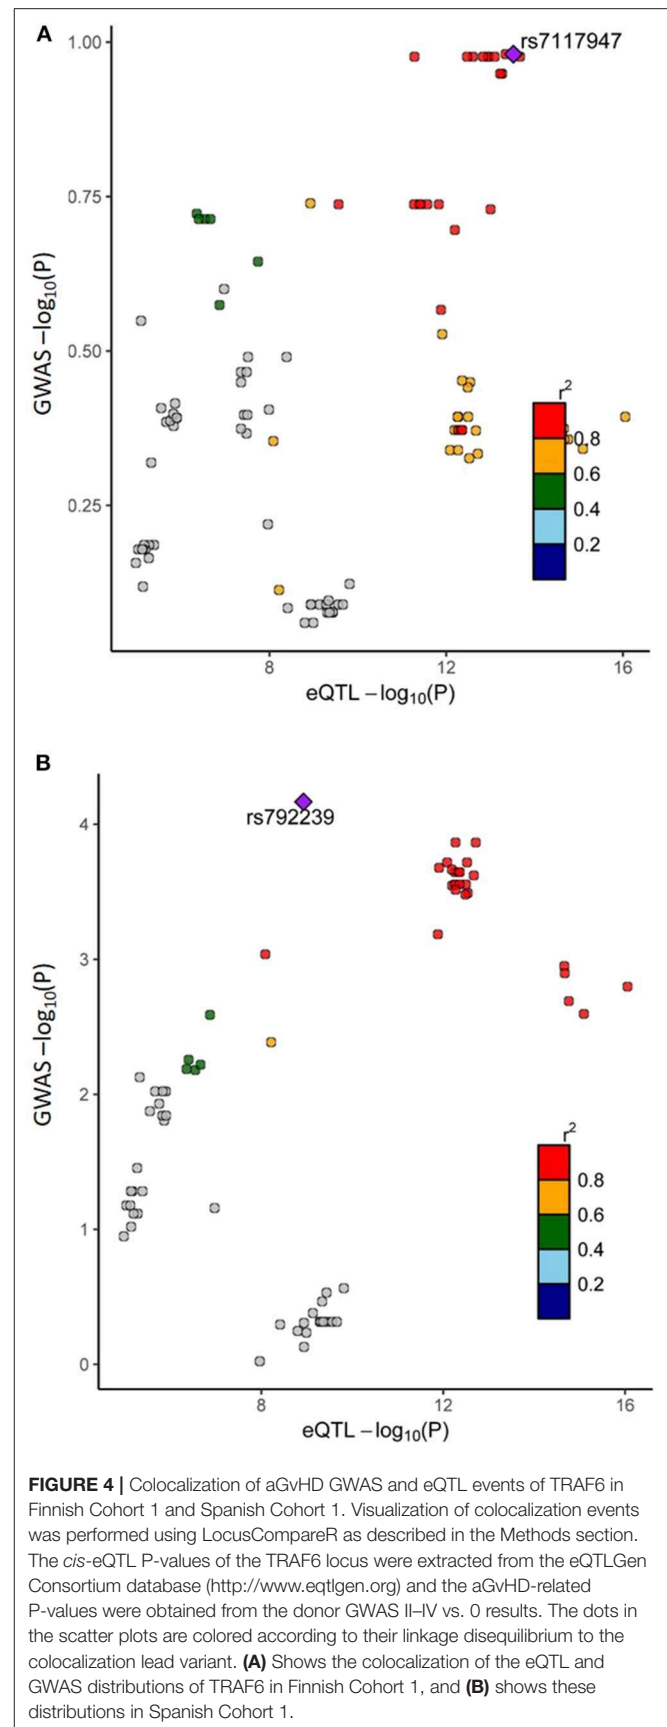 A
rs7117947
1.00
0.75
0.50
0.25
GWAS −log10(P)
r2
0.8
0.6
0.4
0.2
8
12
16
eQTL −log10(P)
B
rs792239
4
3
2
1
0
GWAS −log10(P)
r2
0.8
0.6
0.4
0.2
8
12
16
eQTL −log10(P)
FIGURE 4 | Colocalization of aGvHD GWAS and eQTL events of TRAF6 in
Finnish Cohort 1 and Spanish Cohort 1. Visualization of colocalization events
was performed using LocusCompareR as described in the Methods section.
The cis-eQTL P-values of the TRAF6 locus were extracted from the eQTLGen
Consortium database (http://www.eqtlgen.org) and the aGvHD-related
P-values were obtained from the donor GWAS II–IV vs. 0 results. The dots in
the scatter plots are colored according to their linkage disequilibrium to the
colocalization lead variant. (A) Shows the colocalization of the eQTL and
GWAS distributions of TRAF6 in Finnish Cohort 1, and (B) shows these
distributions in Spanish Cohort 1.